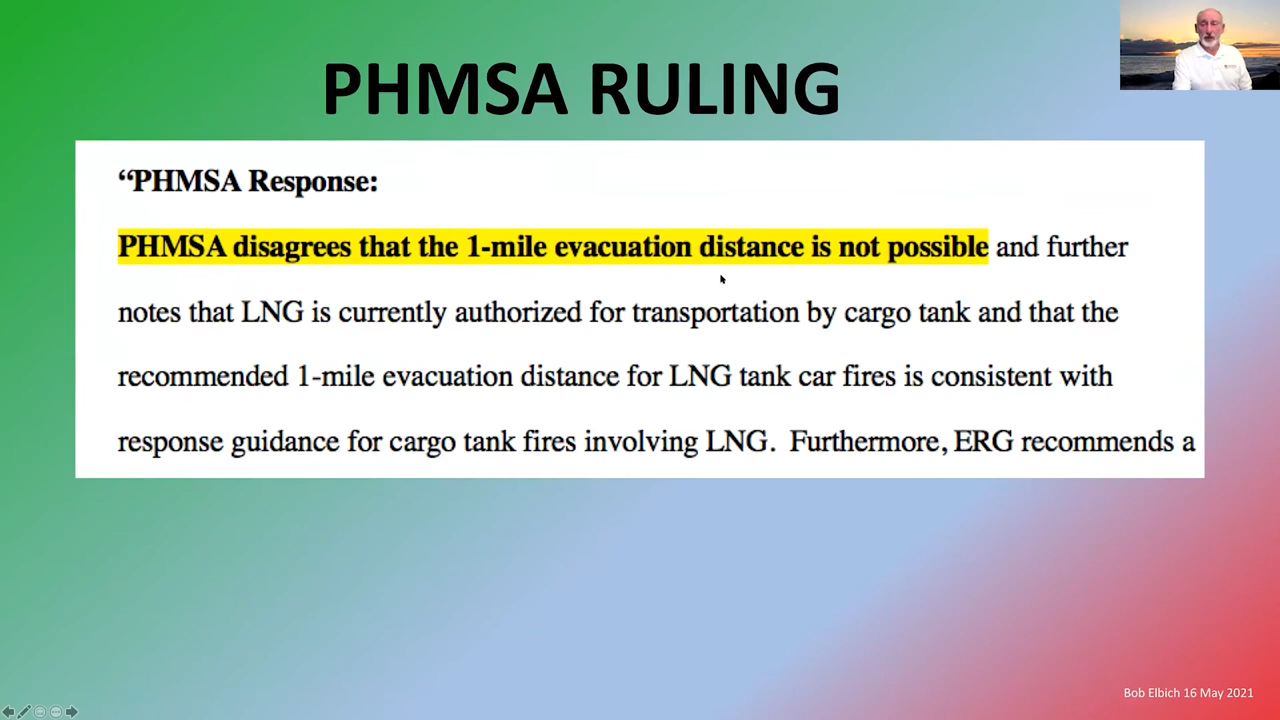 PHMSA RULING
“PHMSA Response:
PHMSA disagrees that the 1-mile evacuation distance is not possible and further
notes that LNG is currently authorized for transportation by cargo tank and that the
recommended 1-mile evacuation distance for LNG tank car fires is consistent with
response guidance for cargo tank fires involving LNG.  Furthermore, ERG recommends a
Bob Elbich 16 May 2021